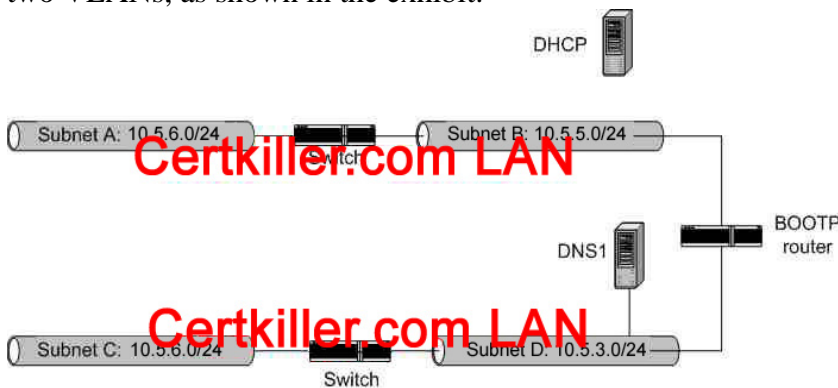 two VLANs, as shown in the exhibit.
DHCP
Subnet A: 10.5.6.0/24
Subnet B: 10.5.5.0/24
Switch
Certkiller.com LAN
BOOTP
router
DNS1
Certkiller.com LAN
Subnet C: 10.5.6.0/24
Subnet D: 10.5.3.0/24
Switch